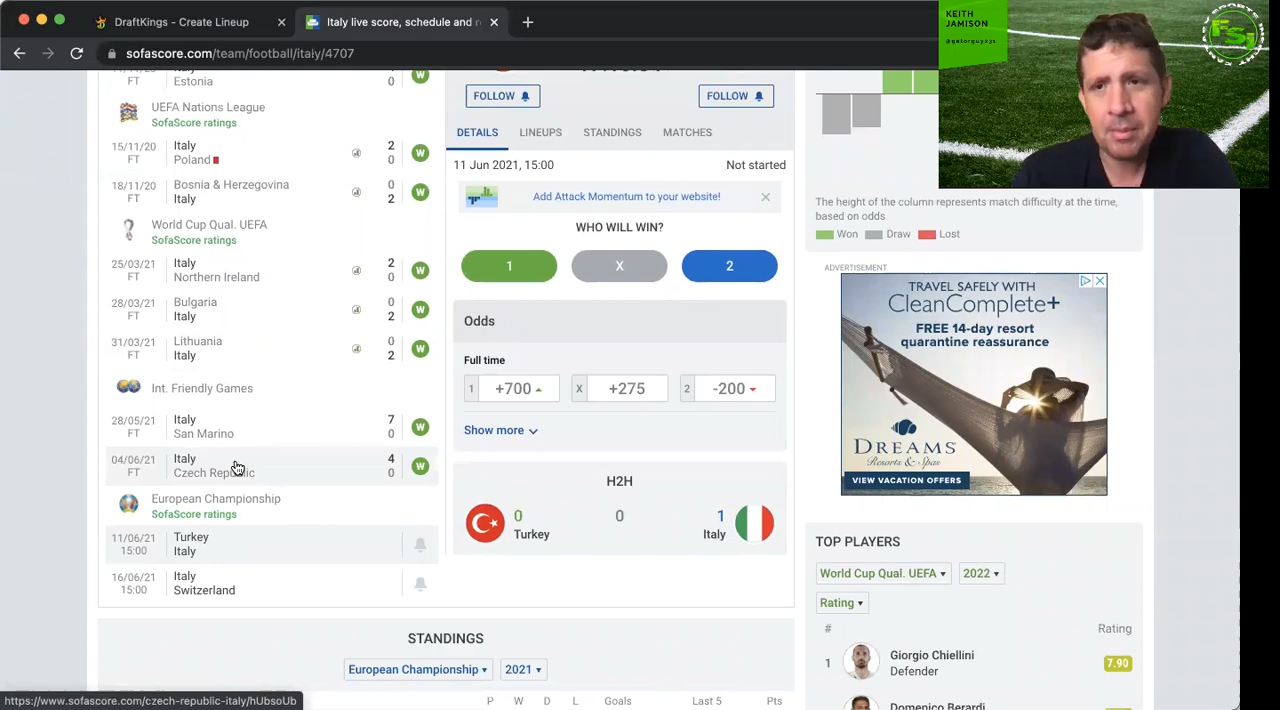 DraftKings - Create Lineup
Italy live score, schedule and r
sofascore.com/team/football/italy/4707
KEITH
JAMISON
@gatorguy231
FSI
FT
Estonia
0
UEFA Nations League
SofaScore ratings
15/11/20 Italy 2
FT Poland 0
W
18/11/20 Bosnia & Herzegovina 0
FT Italy 2
W
World Cup Qual. UEFA
SofaScore ratings
25/03/21 Italy 2
FT Northern Ireland 0
W
28/03/21 Bulgaria 0
FT Italy 2
W
31/03/21 Lithuania 0
FT Italy 2
W
Int. Friendly Games
28/05/21 Italy 7
FT San Marino 0
W
04/06/21 Italy 4
FT Czech Republic 0
W
European Championship
SofaScore ratings
11/06/21 Turkey
15:00 Italy
16/06/21 Italy
15:00 Switzerland
FOLLOW FOLLOW
DETAILS LINEUPS STANDINGS MATCHES
11 Jun 2021, 15:00 Not started
Add Attack Momentum to your website!
WHO WILL WIN?
1 X 2
Odds
Full time
1 +700 X +275 2 -200
Show more
H2H
0 0 1
Turkey Italy
STANDINGS
European Championship 2021
P W D L Goals Last 5 Pts
The height of the column represents match difficulty at the time,
based on odds.
Won Draw Lost
ADVERTISEMENT
TRAVEL SAFELY WITH
CleanComplete+
FREE 14-day resort
quarantine reassurance
DREAMS
Resorts & Spas
VIEW VACATION OFFERS
TOP PLAYERS
World Cup Qual. UEFA 2022
Rating
# Rating
1 Giorgio Chiellini 7.90
Defender
Domenico Berardi
https://www.sofascore.com/czech-republic-italy/hUbsoUb